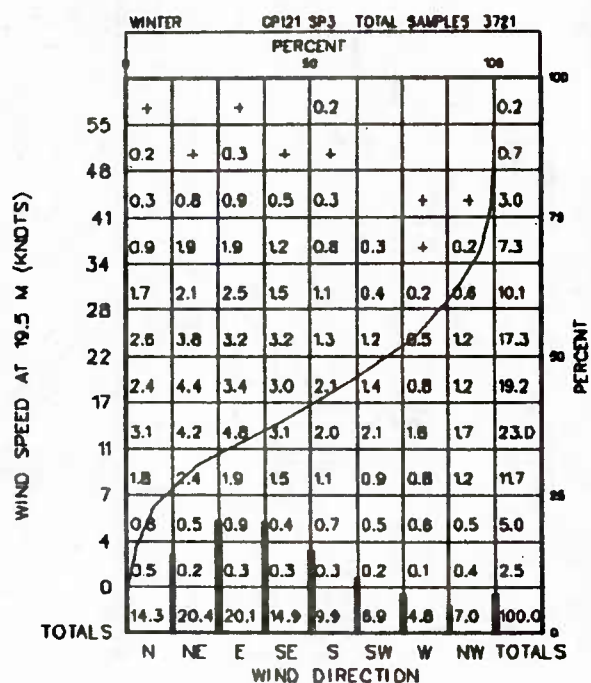 WINTER CP121 SP3 TOTAL SAMPLES 3721
PERCENT
0 50 100
100
+ + 0.2 0.2
55
0.2 + 0.3 + + 0.7
48
0.3 0.8 0.9 0.5 0.3 + + 3.0
41 75
0.9 1.9 1.9 1.2 0.8 0.3 + 0.2 7.3
34
1.7 2.1 2.5 1.5 1.1 0.4 0.2 0.6 10.1
28
2.6 3.8 3.2 3.2 1.3 1.2 0.5 1.2 17.3
22 50
2.4 4.4 3.4 3.0 2.1 1.4 0.8 1.2 19.2
17
3.1 4.2 4.8 3.1 2.0 2.1 1.8 1.7 23.0
11
1.8 2.4 1.9 1.5 1.1 0.9 0.8 1.2 11.7
7 25
0.6 0.5 0.9 0.4 0.7 0.5 0.6 0.5 5.0
4
0.5 0.2 0.3 0.3 0.3 0.2 0.1 0.4 2.5
0
14.3 20.4 20.1 14.9 9.9 6.9 4.8 7.0 100.0
TOTALS 0
N NE E SE S SW W NW TOTALS
WIND DIRECTION
WIND SPEED AT 19.5 M (KNOTS)
PERCENT